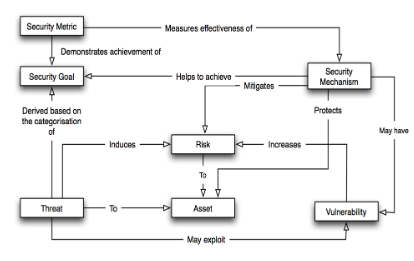 Security Metric
Measures effectiveness of
Demonstrates achievement of
Security Goal
Helps to achieve
Security
Mechanism
Mitigates
Derived based on
the categorisation
of
Protects
May have
Induces
Risk
Increases
To
Threat
To
Asset
Vulnerability
May exploit